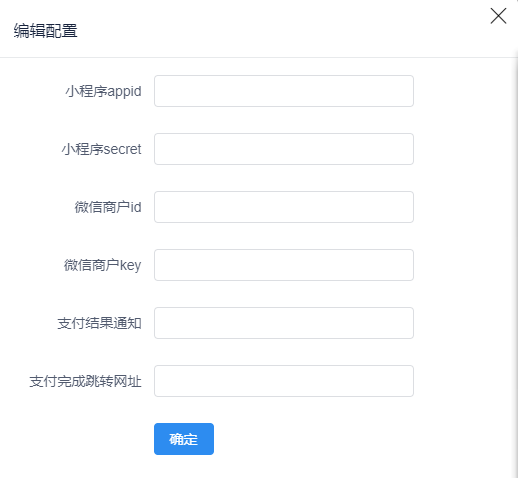 编辑配置
小程序appid
小程序secret
微信商户id
微信商户key
支付结果通知
支付完成跳转网址
确定